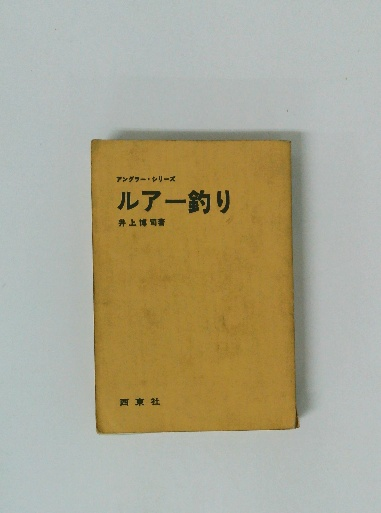 アングラー・シリーズ
ルアー釣り
井上博司著
西東社